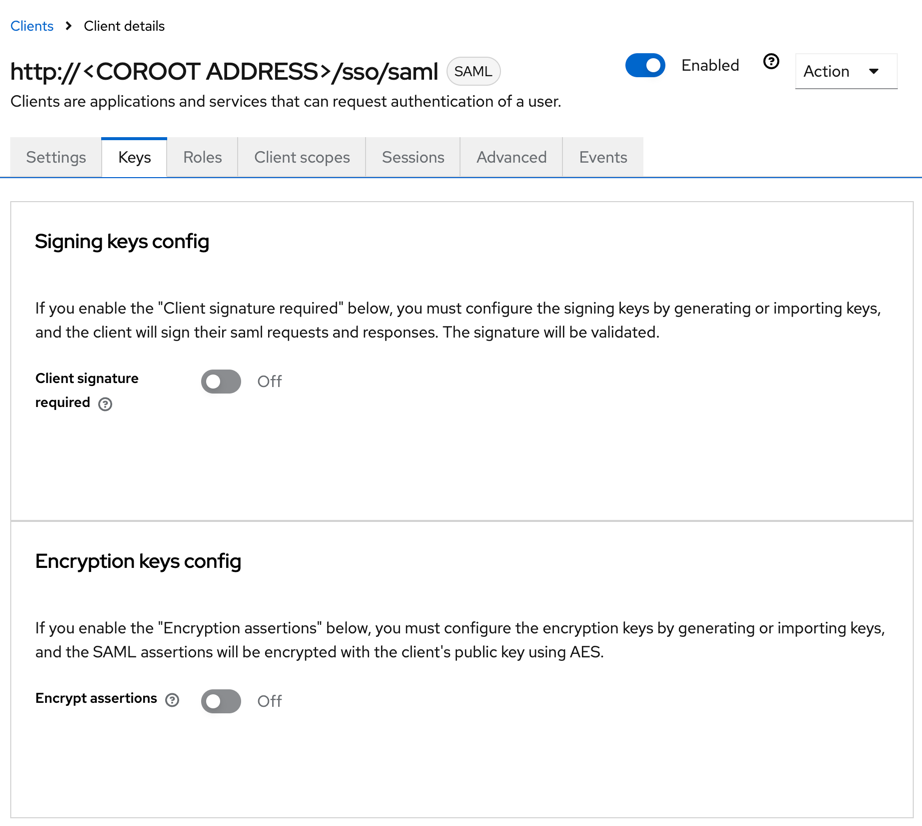 Clients > Client details
http://<COROOT ADDRESS>/sso/saml SAML Enabled Action
Clients are applications and services that can request authentication of a user.
Settings Keys Roles Client scopes Sessions Advanced Events
Signing keys config
If you enable the "Client signature required" below, you must configure the signing keys by generating or importing keys,
and the client will sign their saml requests and responses. The signature will be validated.
Client signature
required
Off
Encryption keys config
If you enable the "Encryption assertions" below, you must configure the encryption keys by generating or importing keys,
and the SAML assertions will be encrypted with the client's public key using AES.
Encrypt assertions Off